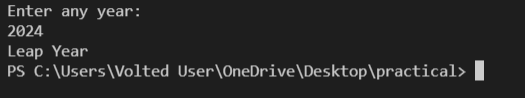 Enter any year:
2024
Leap Year
PS C:\Users\Volted User\OneDrive\Desktop\practical>